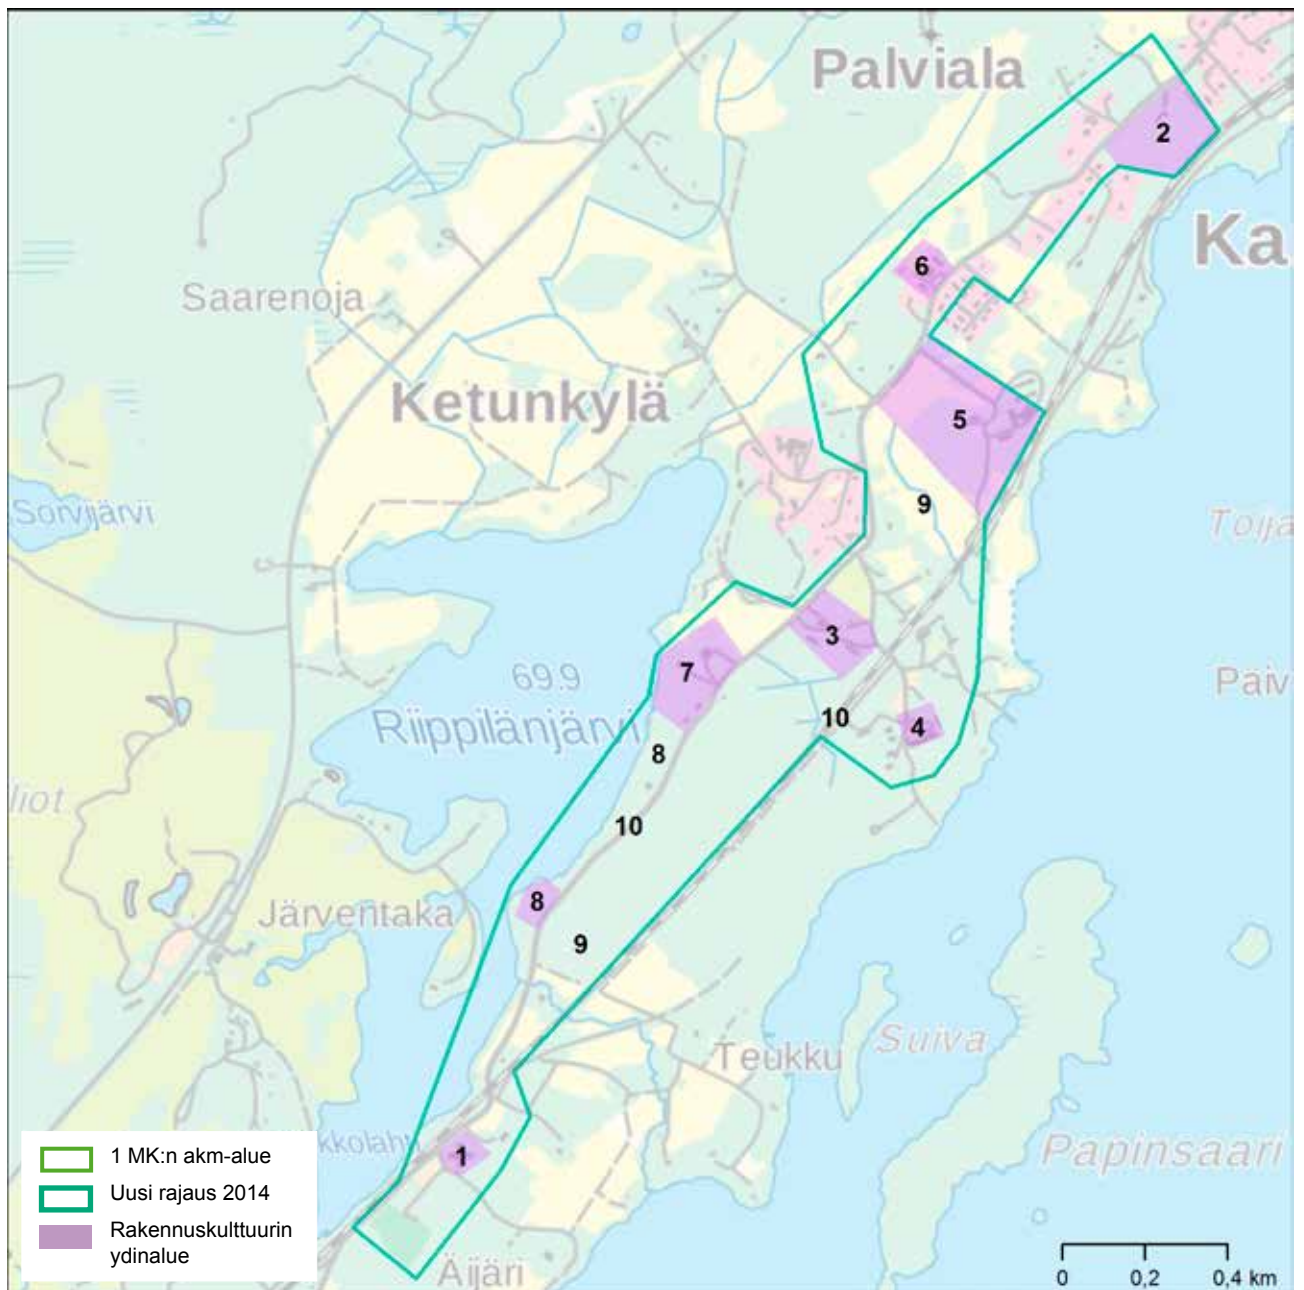 Palviala
2
Ka
6
Saarenoja
Ketunkylä
5
Sorvijärvi
9
Toija
3
7
69.9
Päiv
4
10
Riippilänjärvi
8
liot
10
8
Järventaka
9
Suiva
Teukku
kkolahti
1
Papinsaari
Äijäri
1 MK:n akm-alue
Uusi rajaus 2014
Rakennuskulttuurin
ydinalue
0 0,2 0,4 km